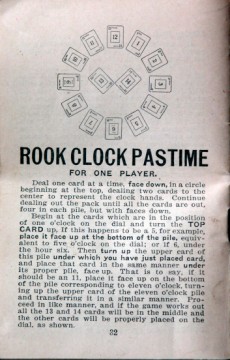 12
11
13
14
ROOK CLOCK PASTIME
FOR ONE PLAYER.
Deal one card at a time, face down, in a circle
beginning at the top, dealing two cards to the
center to represent the clock hands. Continue
dealing out the pack until all the cards are out,
four in each pile, but with faces down.
Begin at the cards which are in the position
of one o'clock on the dial and turn the TOP
CARD up, If this happens to be a 5, for example,
place it face up at the bottom of the pile, equiv-
alent to five o'clock on the dial; or if 6, under
the hour six. Then turn up the upper card of
this pile under which you have just placed card,
and place that card in the same manner under
its proper pile, face up. That is to say, if it
should be an 11, place it face up on the bottom
of the pile corresponding to eleven o'clock, turn-
ing up the upper card of the eleven o'clock pile
and transferring it in a similar manner. Pro-
ceed in like manner, and if the game works out
all the 13 and 14 cards will be in the middle and
the other cards will be properly placed on the
dial, as shown.
32